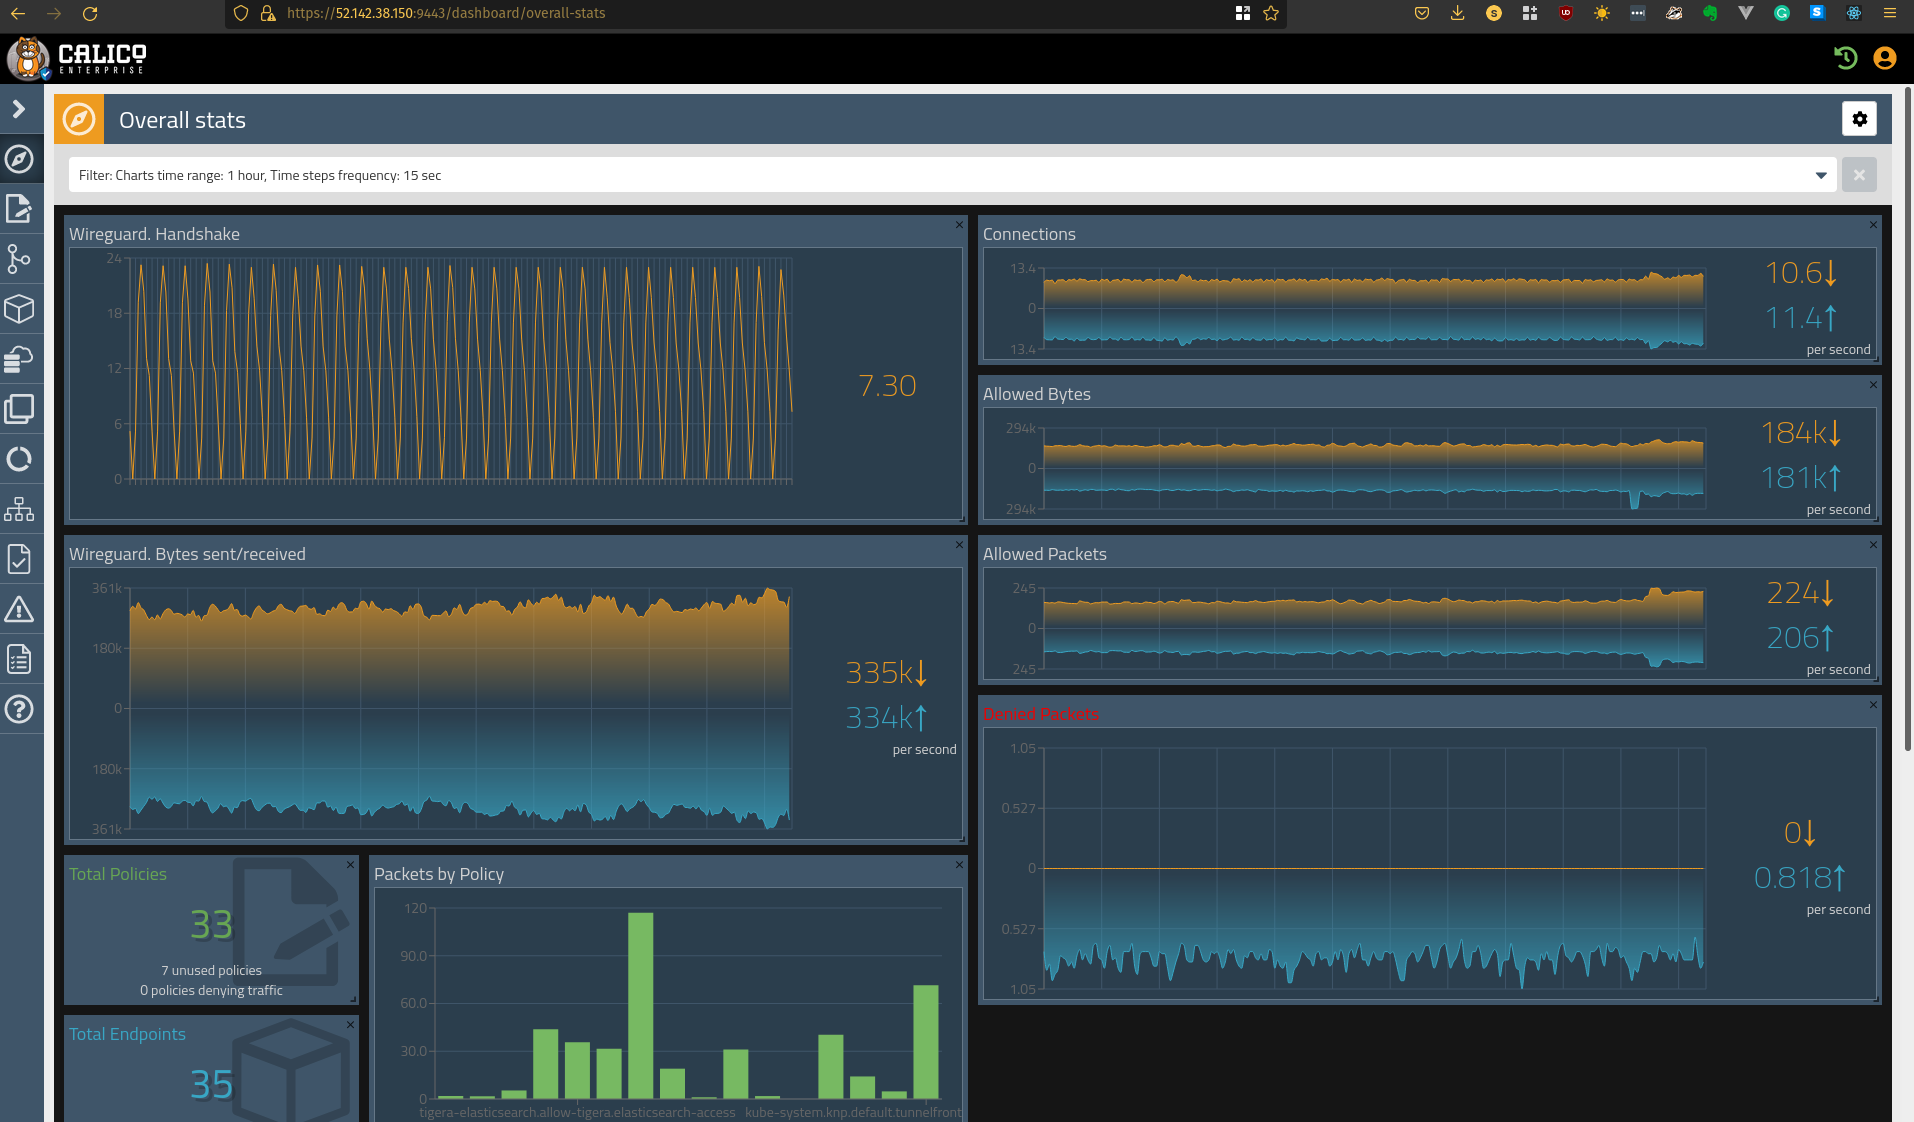 https://52.142.38.150:9443/dashboard/overall-stats
CALICO
ENTERPRISE
Overall stats
Filter: Charts time range: 1 hour, Time steps frequency: 15 sec
Wireguard. Handshake
24
18
12
6
0
7.30
Connections
13.4
0
13.4
10.6↓
11.4↑
per second
Allowed Bytes
294k
0
294k
184k↓
181k↑
per second
Wireguard. Bytes sent/received
361k
180k
0
180k
361k
335k↓
334k↑
per second
Allowed Packets
245
0
245
224↓
206↑
per second
Denied Packets
1.05
0.527
0
0.527
1.05
0↓
0.818↑
per second
Total Policies
33
7 unused policies
0 policies denying traffic
Total Endpoints
35
Packets by Policy
120
90.0
60.0
30.0
0
tigera-elasticsearch.allow-tigera.elasticsearch-access
kube-system.knp.default.tunnelfront